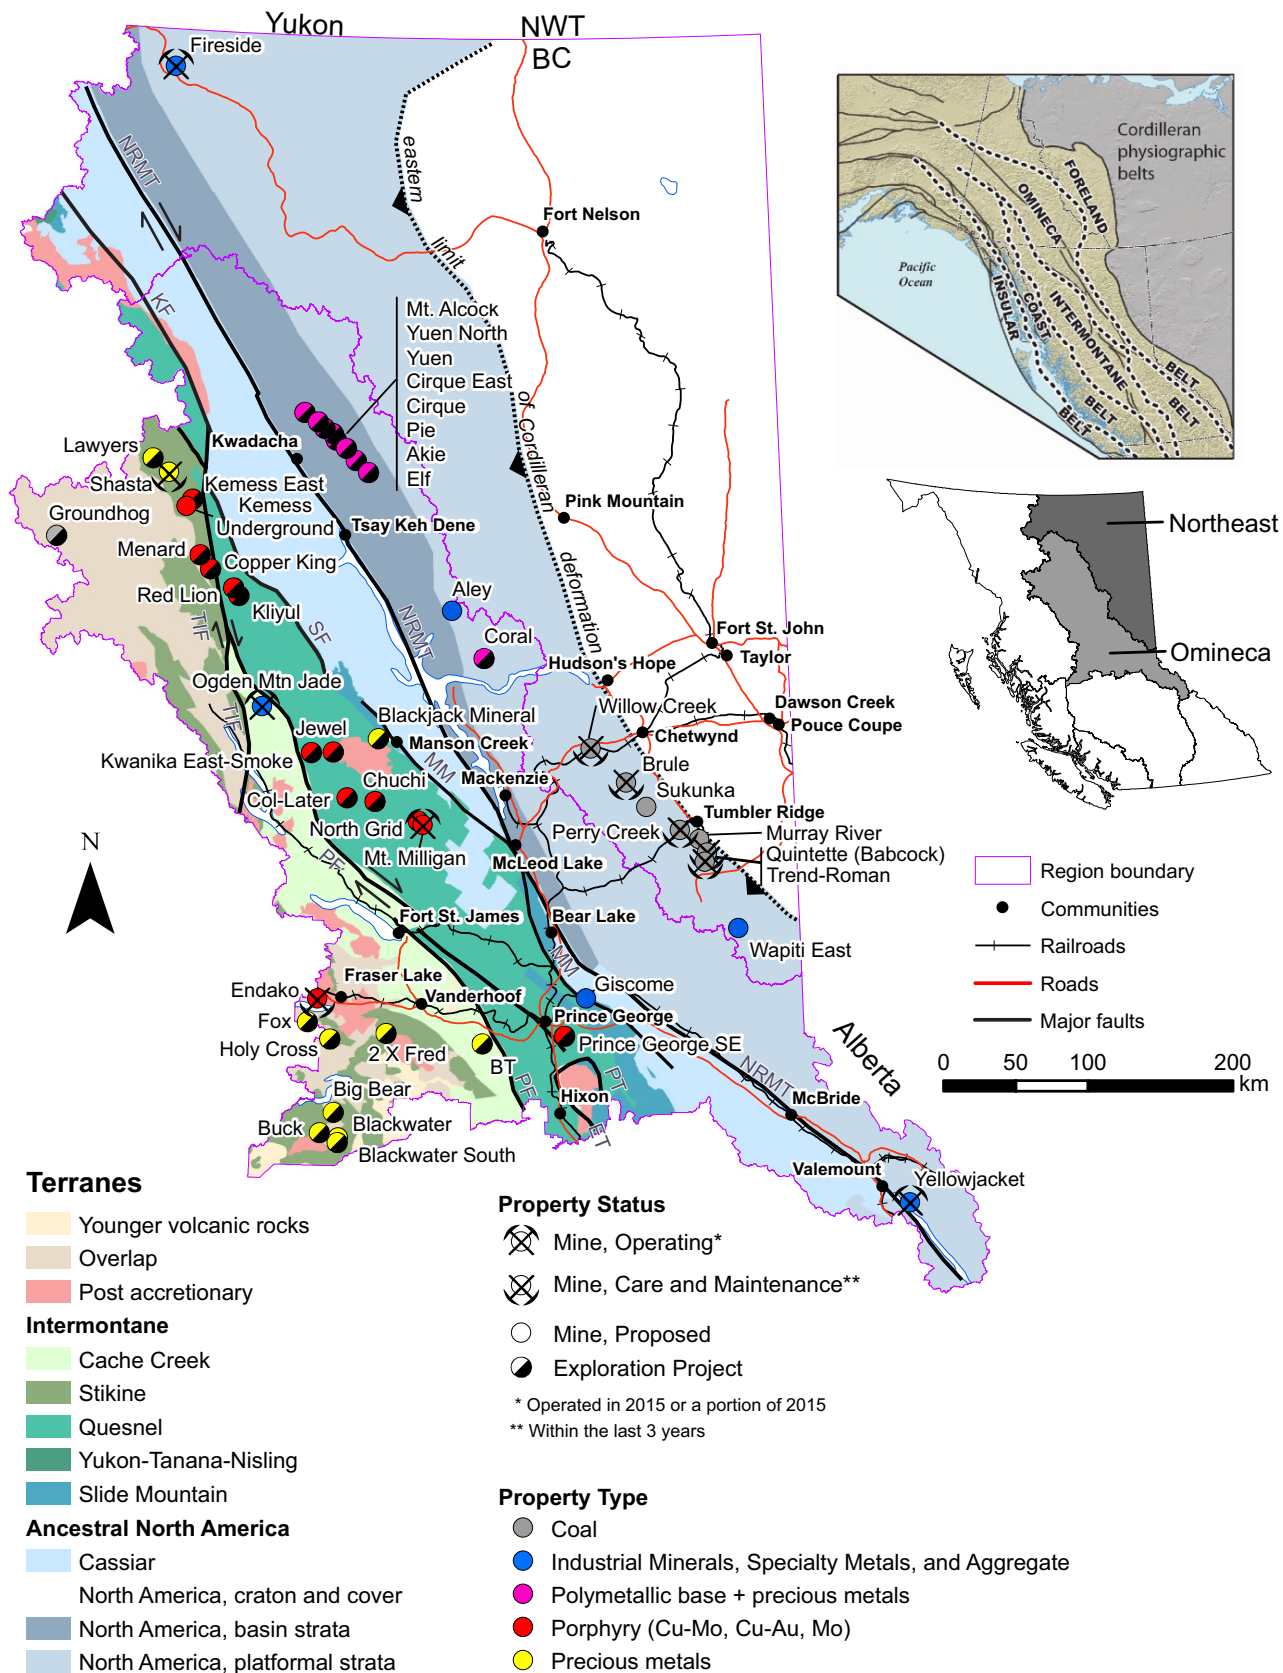 Yukon
NWT
BC
Fireside
NRMT
eastern
limit
of Cordilleran
deformation
Fort Nelson
KF
Mt. Alcock
Yuen North
Yuen
Cirque East
Cirque
Pie
Akie
Elf
Lawyers
Kwadacha
Shasta
Kemess East
Kemess
Underground
Groundhog
Tsay Keh Dene
Pink Mountain
Menard
Copper King
Red Lion
Kliyul
TIF
SF
NRMT
Aley
Coral
Fort St. John
Taylor
Hudson's Hope
Ogden Mtn Jade
Willow Creek
Dawson Creek
Pouce Coupe
TIF
Jewel
Blackjack Mineral
Manson Creek
Chetwynd
Kwanika East-Smoke
MM
Mackenzie
Brule
Sukunka
Chuchi
Col-Later
Tumbler Ridge
North Grid
Perry Creek
Murray River
Mt. Milligan
Quintette (Babcock)
Trend-Roman
PF
McLeod Lake
Fort St. James
Bear Lake
Wapiti East
MM
Fraser Lake
Endako
Giscome
Vanderhoof
Fox
Prince George
Alberta
Holy Cross
2 X Fred
BT
Prince George SE
PF
PT
NRMT
Big Bear
Hixon
McBride
Buck
Blackwater
ET
Blackwater South
Valemount
Yellowjacket
Cordilleran
physiographic
belts
FORELAND
OMINECA
Pacific
Ocean
INSULAR
COAST
INTERMONTANE
BELT
BELT
BELT
BELT
Northeast
Omineca
N
Region boundary
Communities
Railroads
Roads
Major faults
0 50 100 200
km
Terranes
Younger volcanic rocks
Overlap
Post accretionary
Intermontane
Cache Creek
Stikine
Quesnel
Yukon-Tanana-Nisling
Slide Mountain
Ancestral North America
Cassiar
North America, craton and cover
North America, basin strata
North America, platformal strata
Property Status
Mine, Operating*
Mine, Care and Maintenance**
Mine, Proposed
Exploration Project
* Operated in 2015 or a portion of 2015
** Within the last 3 years
Property Type
Coal
Industrial Minerals, Specialty Metals, and Aggregate
Polymetallic base + precious metals
Porphyry (Cu-Mo, Cu-Au, Mo)
Precious metals